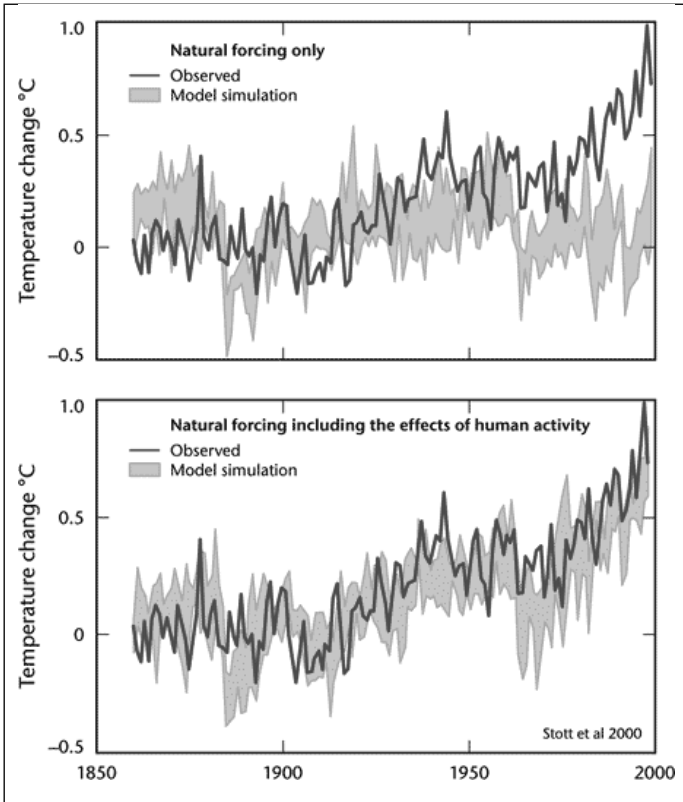 1.0
Natural forcing only
Observed
Model simulation
0.5
0
−0.5
Temperature change °C
1.0
Natural forcing including the effects of human activity
Observed
Model simulation
0.5
0
−0.5
Temperature change °C
Stott et al 2000
1850 1900 1950 2000